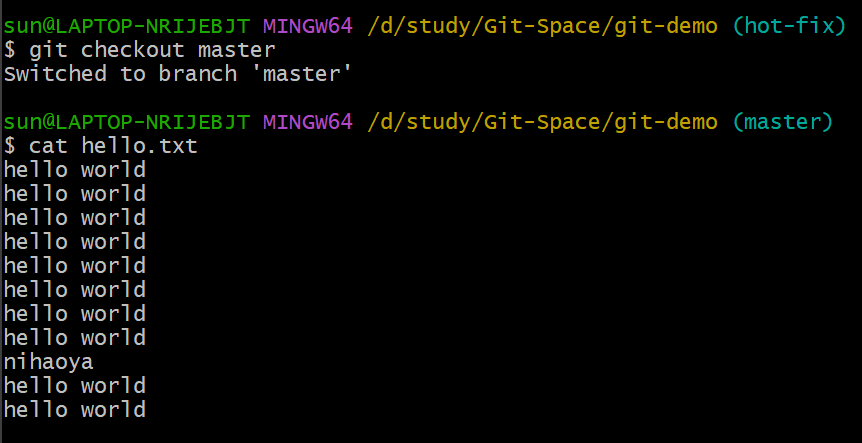 sun@LAPTOP-NRIJEBJT MINGW64 /d/study/Git-Space/git-demo (hot-fix)
$ git checkout master
Switched to branch 'master'

sun@LAPTOP-NRIJEBJT MINGW64 /d/study/Git-Space/git-demo (master)
$ cat hello.txt
hello world
hello world
hello world
hello world
hello world
hello world
hello world
hello world
nihaoya
hello world
hello world